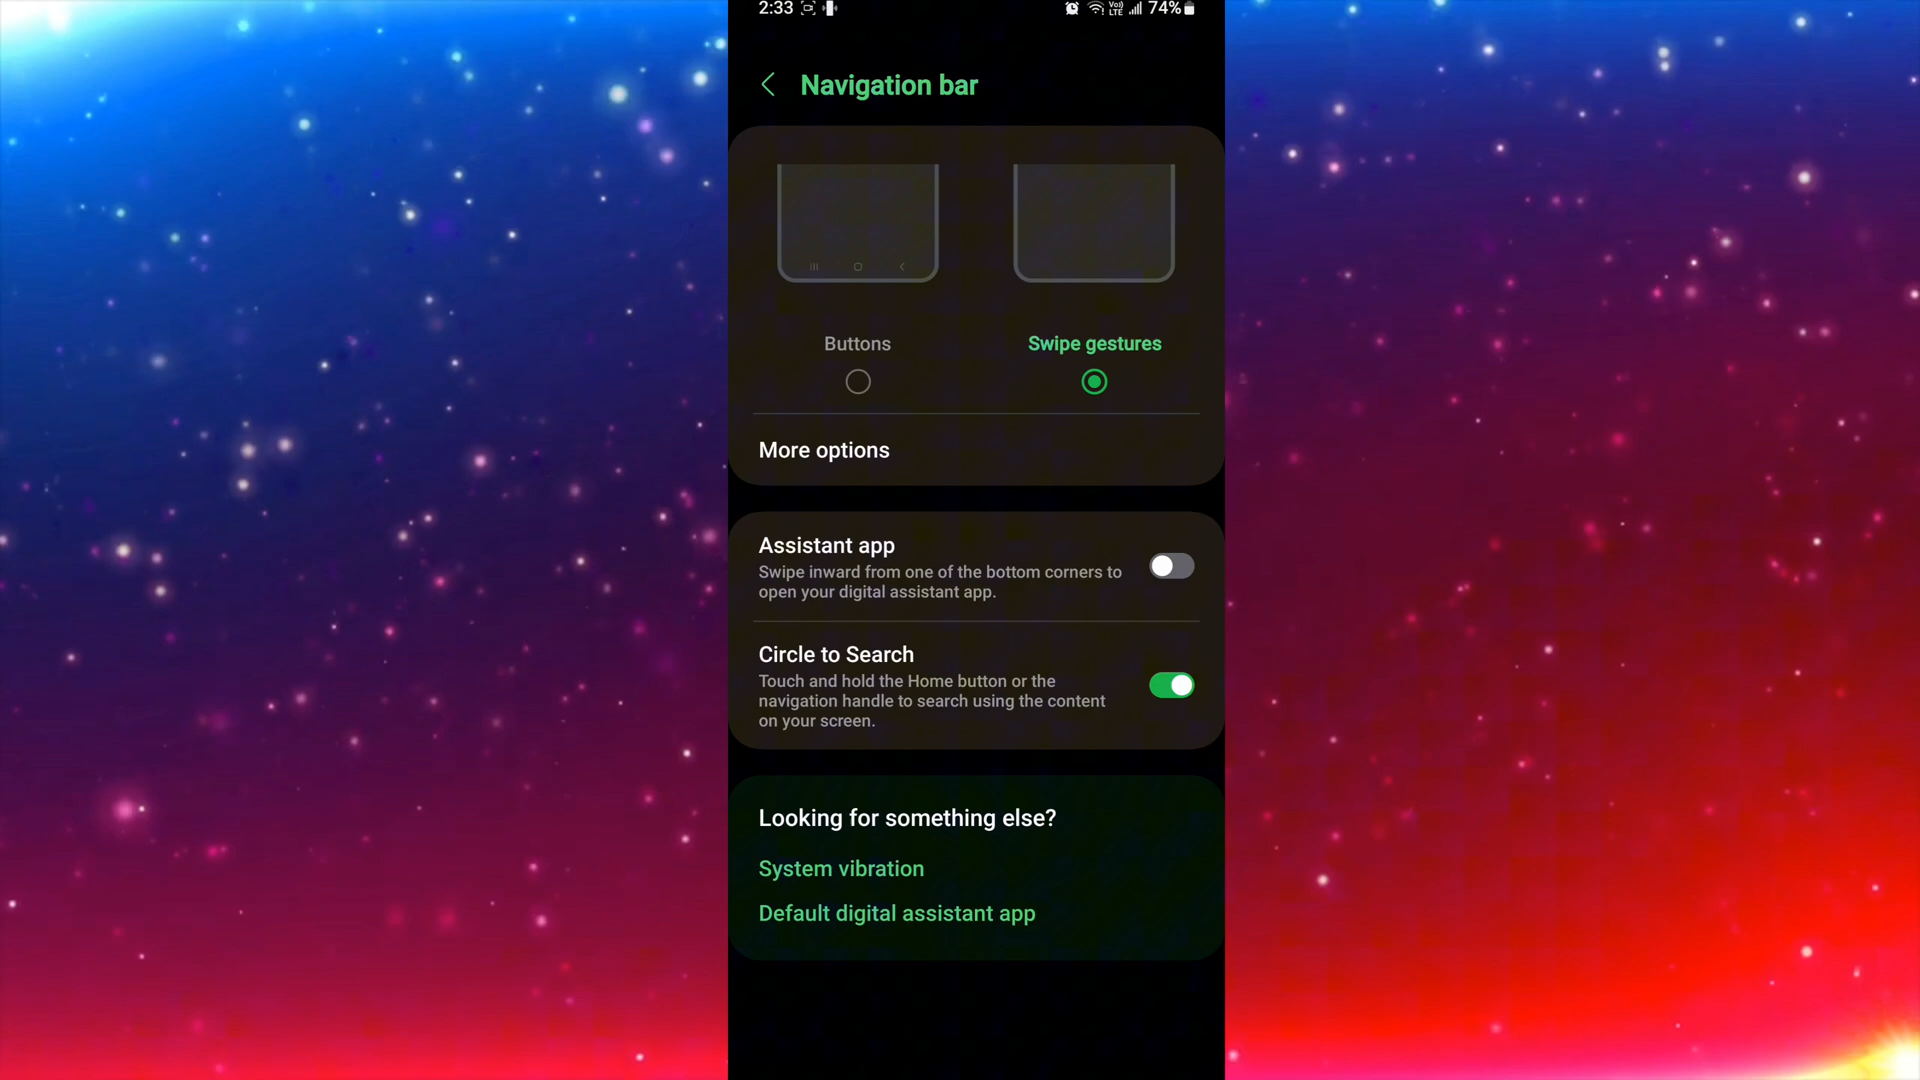 2:33 Vo) LTE 74%
Navigation bar
Buttons
Swipe gestures
More options
Assistant app
Swipe inward from one of the bottom corners to
open your digital assistant app.
Circle to Search
Touch and hold the Home button or the
navigation handle to search using the content
on your screen.
Looking for something else?
System vibration
Default digital assistant app